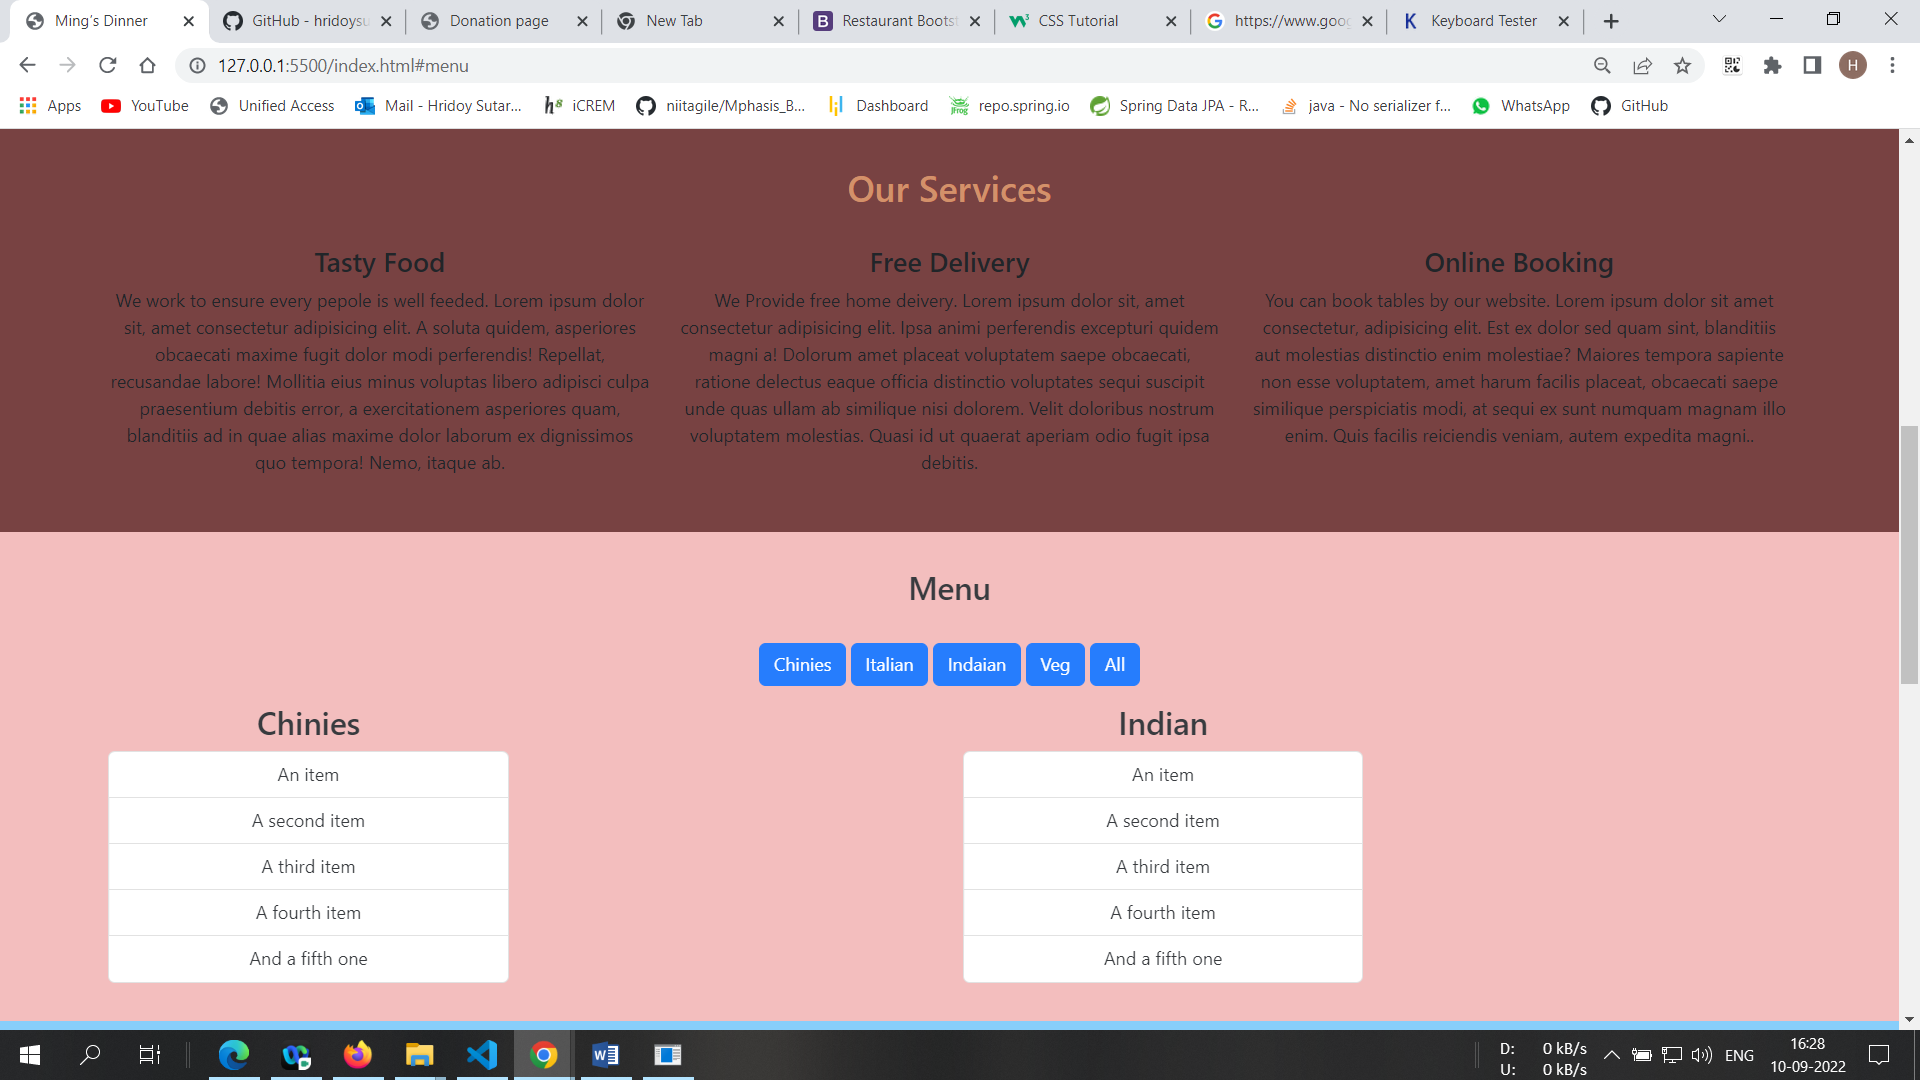 Ming's Dinner
GitHub - hridoysu
Donation page
New Tab
Restaurant Bootst
CSS Tutorial
https://www.goog
Keyboard Tester
127.0.0.1:5500/index.html#menu
H
Apps
YouTube
Unified Access
Mail - Hridoy Sutar...
iCREM
niitagile/Mphasis_B...
Dashboard
repo.spring.io
Spring Data JPA - R...
java - No serializer f...
WhatsApp
GitHub
Our Services
Tasty Food
We work to ensure every pepole is well feeded. Lorem ipsum dolor
sit, amet consectetur adipisicing elit. A soluta quidem, asperiores
obcaecati maxime fugit dolor modi perferendis! Repellat,
recusandae labore! Mollitia eius minus voluptas libero adipisci culpa
praesentium debitis error, a exercitationem asperiores quam,
blanditiis ad in quae alias maxime dolor laborum ex dignissimos
quo tempora! Nemo, itaque ab.
Free Delivery
We Provide free home deivery. Lorem ipsum dolor sit, amet
consectetur adipisicing elit. Ipsa animi perferendis excepturi quidem
magni a! Dolorum amet placeat voluptatem saepe obcaecati,
ratione delectus eaque officia distinctio voluptates sequi suscipit
unde quas ullam ab similique nisi dolorem. Velit doloribus nostrum
voluptatem molestias. Quasi id ut quaerat aperiam odio fugit ipsa
debitis.
Online Booking
You can book tables by our website. Lorem ipsum dolor sit amet
consectetur, adipisicing elit. Est ex dolor sed quam sint, blanditiis
aut molestias distinctio enim molestiae? Maiores tempora sapiente
non esse voluptatem, amet harum facilis placeat, obcaecati saepe
similique perspiciatis modi, at sequi ex sunt numquam magnam illo
enim. Quis facilis reiciendis veniam, autem expedita magni..
Menu
Chinies
Italian
Indaian
Veg
All
Chinies
An item
A second item
A third item
A fourth item
And a fifth one
Indian
An item
A second item
A third item
A fourth item
And a fifth one
D: 0 kB/s
U: 0 kB/s
ENG
16:28
10-09-2022